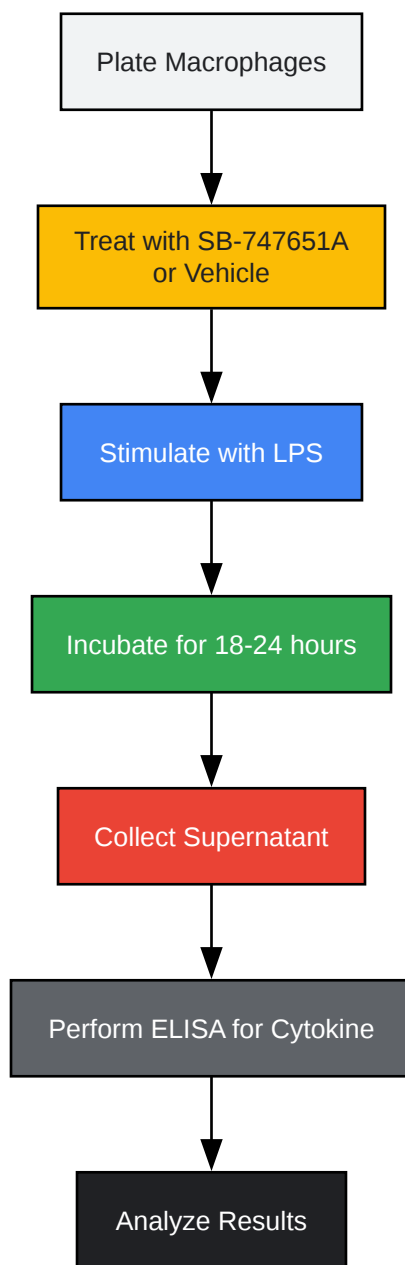 Plate Macrophages
Treat with SB-747651A
or Vehicle
Stimulate with LPS
Incubate for 18-24 hours
Collect Supernatant
Perform ELISA for Cytokine
Analyze Results